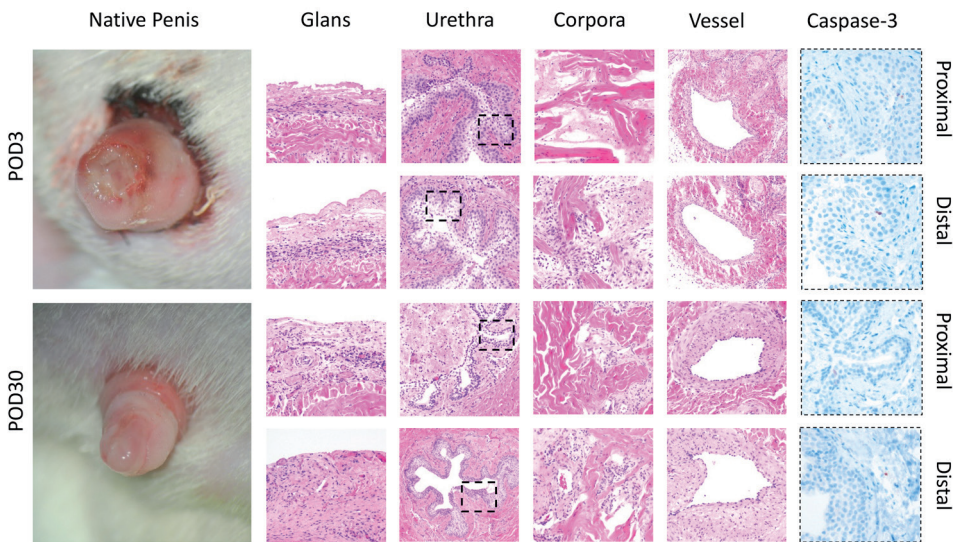 Native Penis
Glans
Urethra
Corpora
Vessel
Caspase-3
POD3
Proximal
Distal
POD30
Proximal
Distal